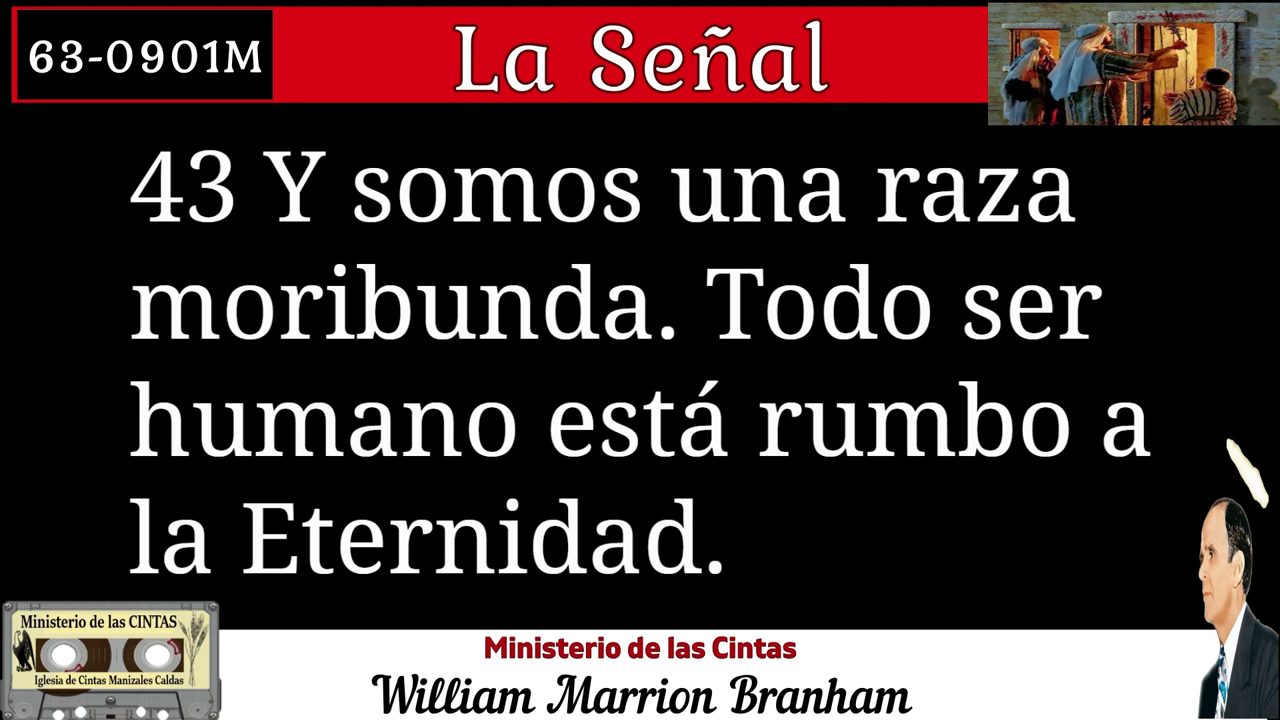 63-0901M
La Señal
43 Y somos una raza
moribunda. Todo ser
humano está rumbo a
la Eternidad.
Ministerio de las CINTAS
Iglesia de Cintas Manizales Caldas
Ministerio de las Cintas
William Marrion Branham